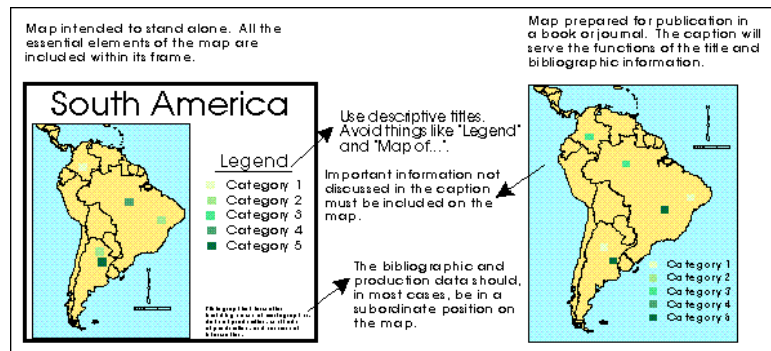 Map intended to stand alone. All the
essential elements of the map are
included within its frame.
South America
Legend
Category 1
Category 2
Category 3
Category 4
Category 5
Use descriptive titles.
Avoid things like "Legend"
and "Map of...".
Important information not
discussed in the caption
must be included on the
map.
The bibliographic and
production data should,
in most cases, be in a
subordinate position on
the map.
Map prepared for publication in
a book or journal. The caption will
serve the functions of the title and
bibliographic information.
Category 1
Category 2
Category 3
Category 4
Category 5